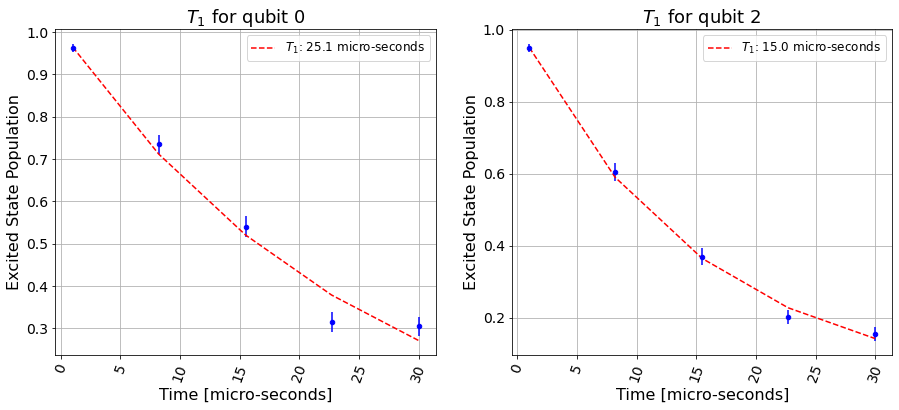 T₁ for qubit 0
T₁: 25.1 micro-seconds
Excited State Population
1.0
0.9
0.8
0.7
0.6
0.5
0.4
0.3
0 5 10 15 20 25 30
Time [micro-seconds]
T₁ for qubit 2
T₁: 15.0 micro-seconds
Excited State Population
1.0
0.8
0.6
0.4
0.2
0 5 10 15 20 25 30
Time [micro-seconds]